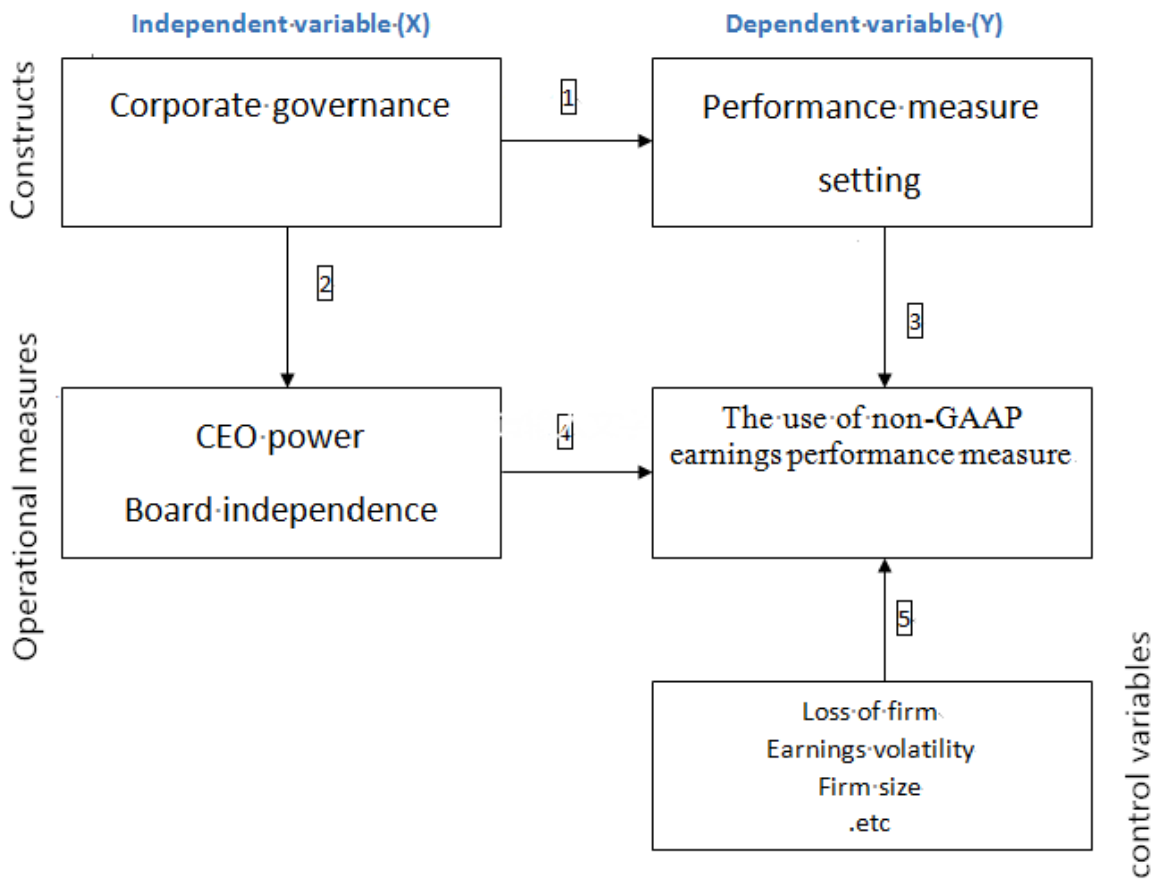 Independent variable (X)
Dependent variable (Y)
Constructs
Corporate governance
1
Performance measure
setting
2
3
Operational measures
CEO power
Board independence
4
The use of non-GAAP
earnings performance measure
5
control variables
Loss of firm
Earnings volatility
Firm size
.etc